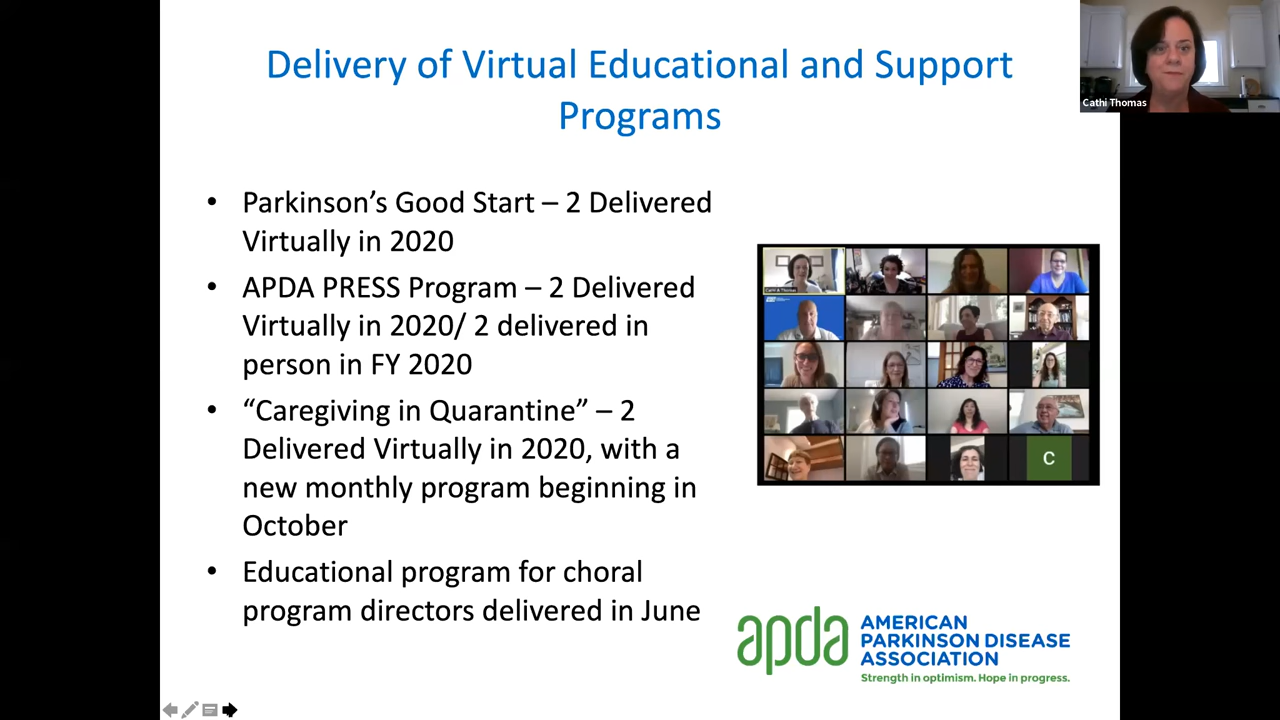 Delivery of Virtual Educational and Support
Programs
Cathi Thomas
• Parkinson’s Good Start – 2 Delivered
Virtually in 2020
• APDA PRESS Program – 2 Delivered
Virtually in 2020/ 2 delivered in
person in FY 2020
• “Caregiving in Quarantine” – 2
Delivered Virtually in 2020, with a
new monthly program beginning in
October
• Educational program for choral
program directors delivered in June
C
apda
AMERICAN
PARKINSON DISEASE
ASSOCIATION
Strength in optimism. Hope in progress.